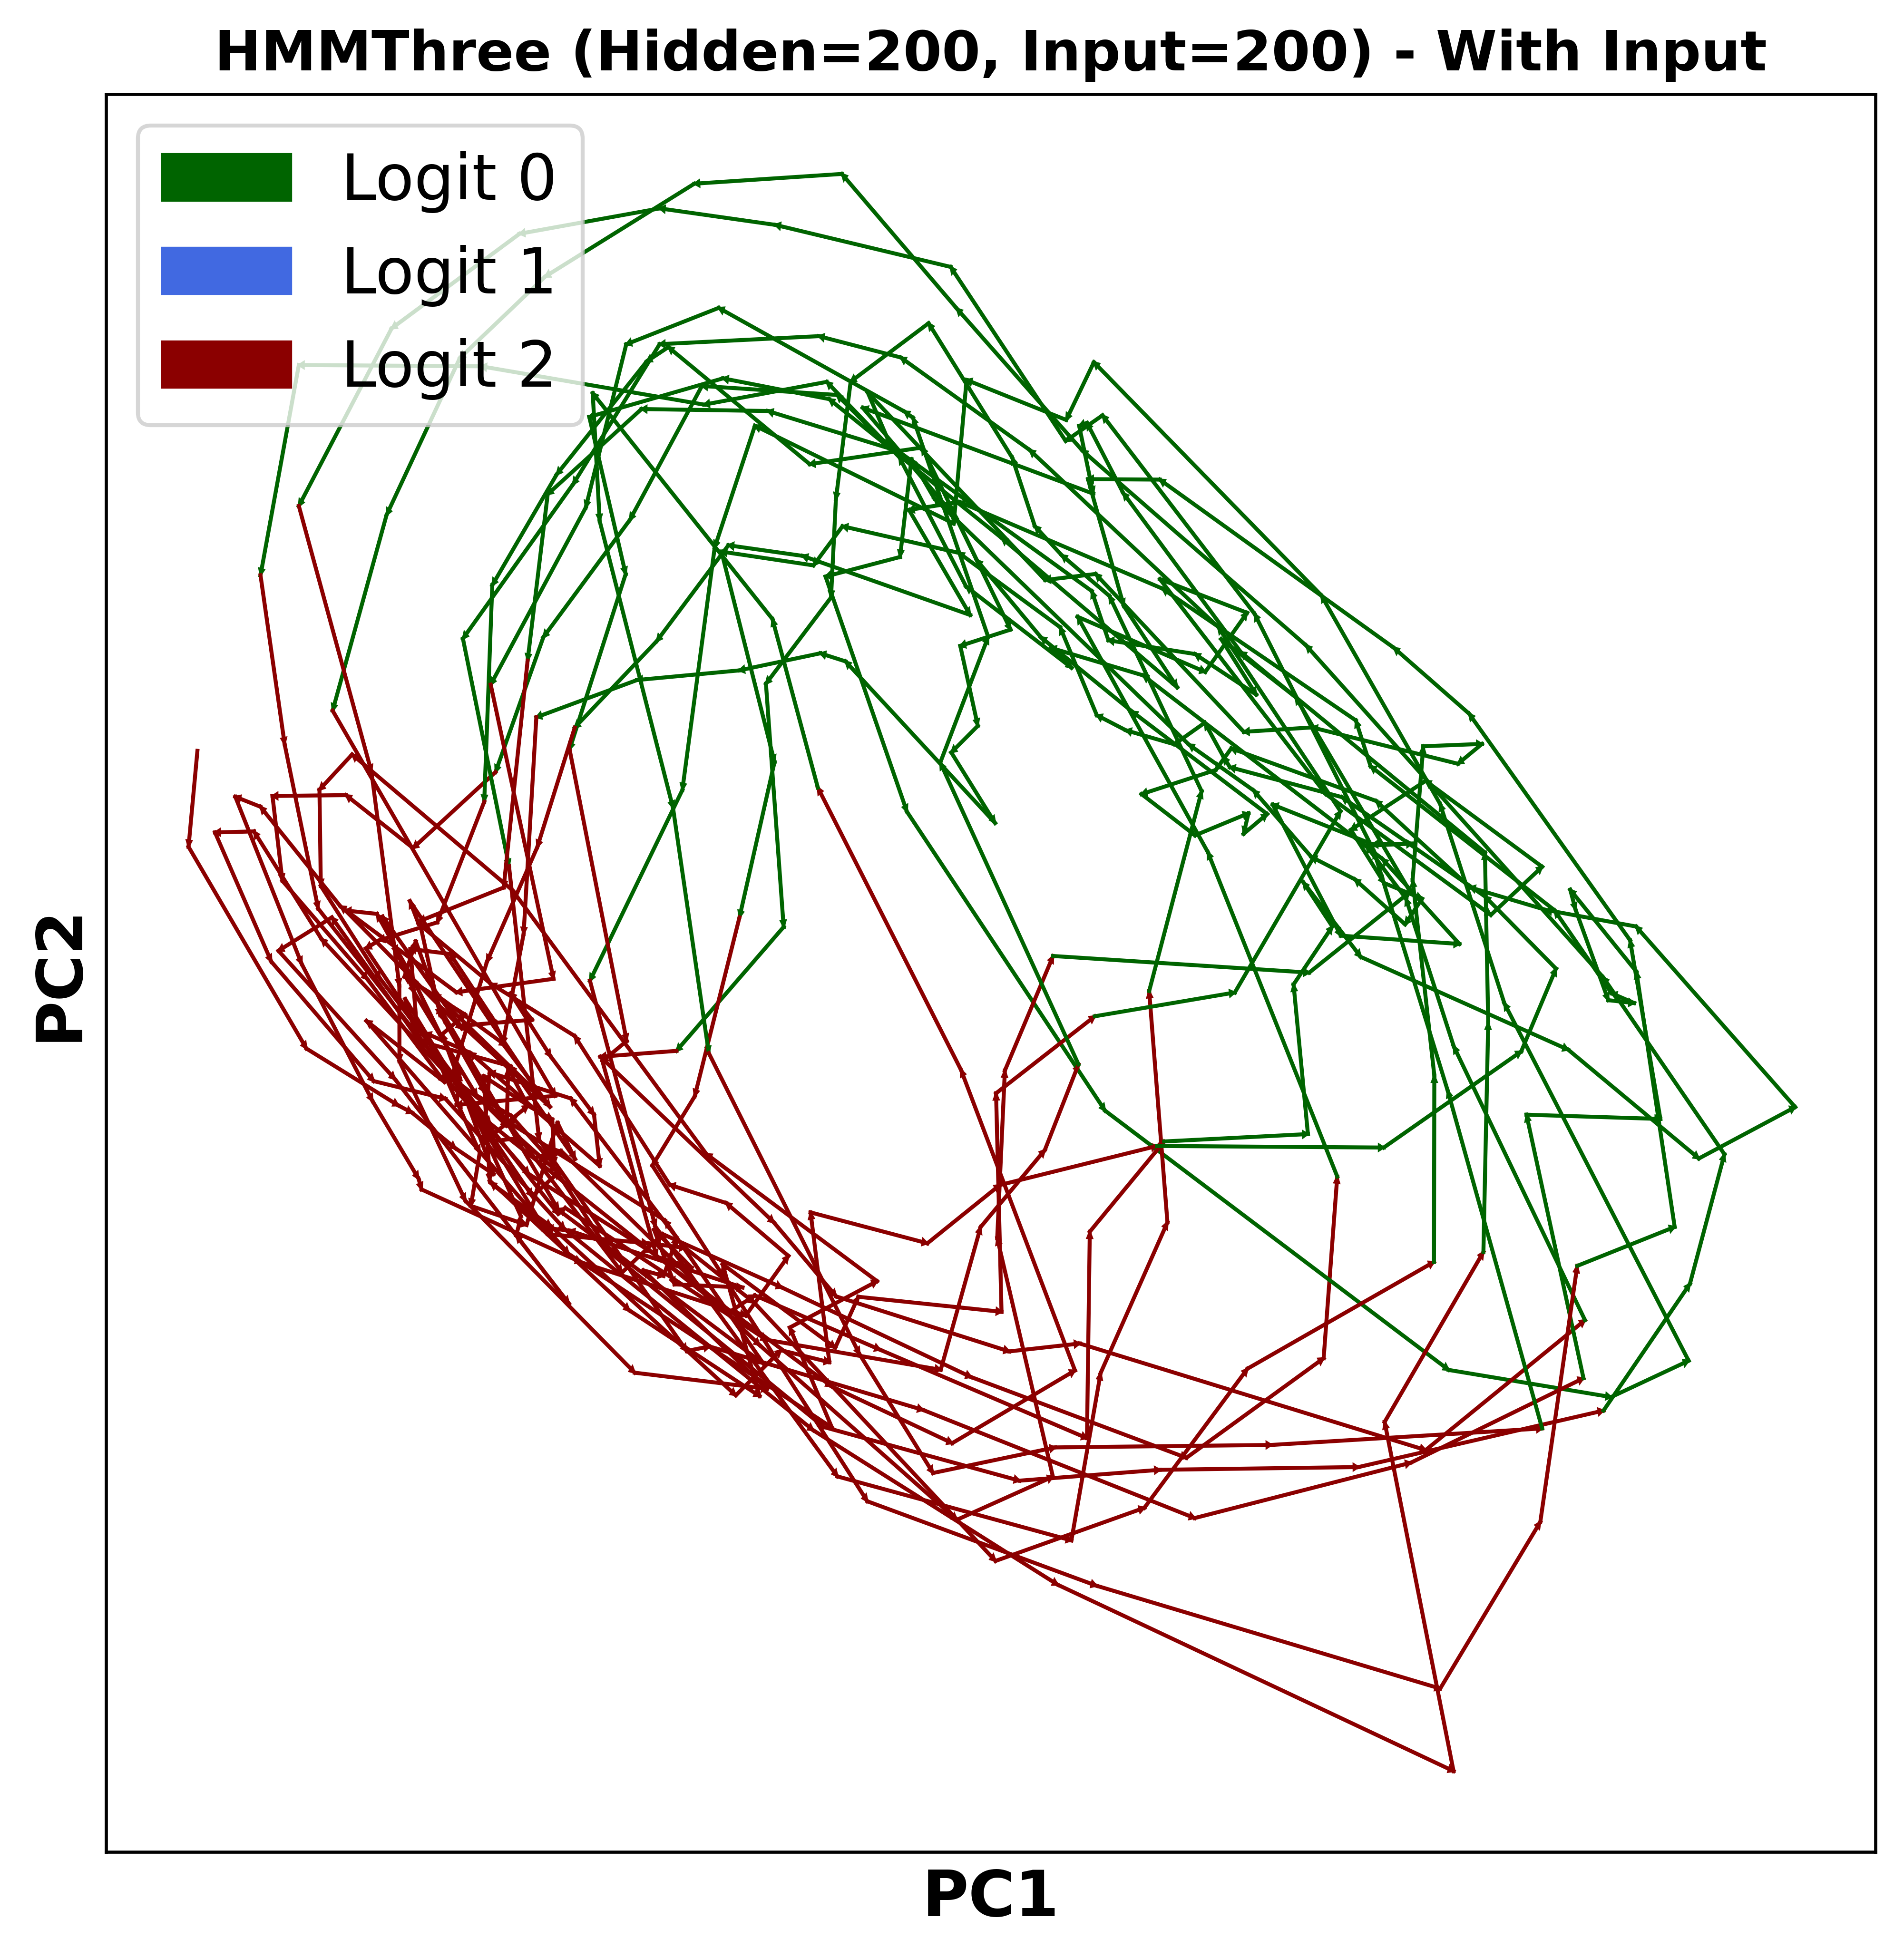 HMMThree (Hidden=200, Input=200) - With Input
Logit 0
Logit 1
Logit 2
PC2
PC1